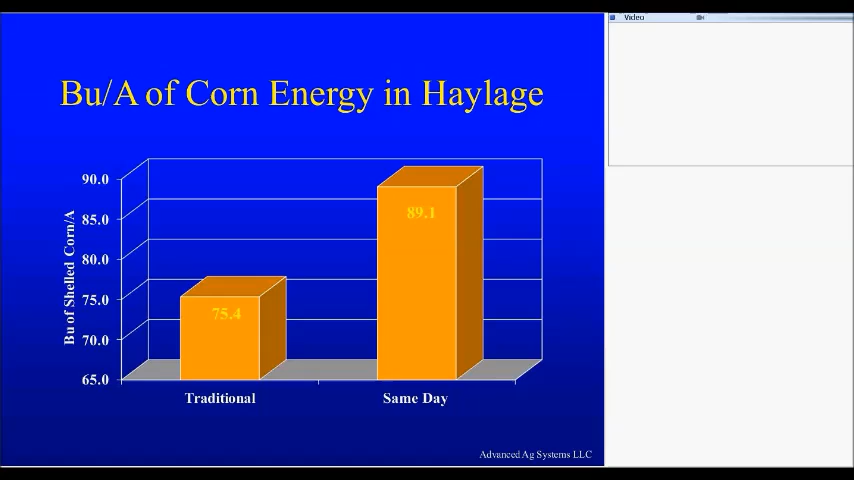 Video
Bu/A of Corn Energy in Haylage
90.0
85.0
80.0
75.0
70.0
65.0
Bu of Shelled Corn/A
75.4
89.1
Traditional
Same Day
Advanced Ag Systems LLC